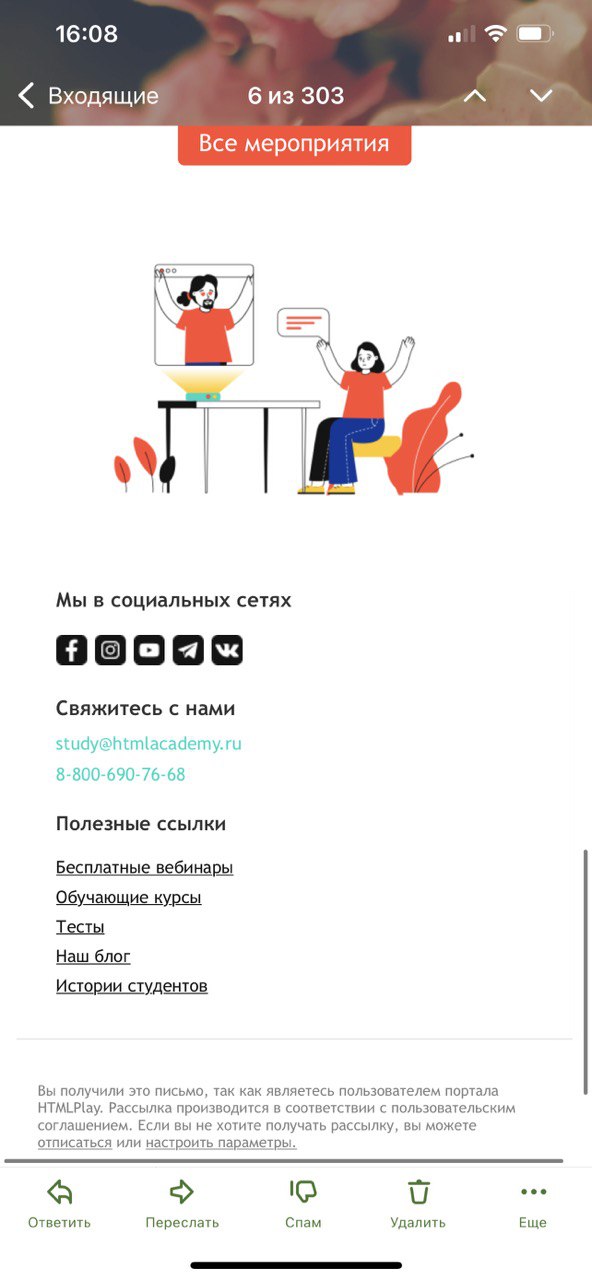 16:08
Входящие
6 из 303
Все мероприятия
Мы в социальных сетях
Свяжитесь с нами
study@htmlacademy.ru
8-800-690-76-68
Полезные ссылки
Бесплатные вебинары
Обучающие курсы
Тесты
Наш блог
Истории студентов
Вы получили это письмо, так как являетесь пользователем портала
HTMLPlay. Рассылка производится в соответствии с пользовательским
соглашением. Если вы не хотите получать рассылку, вы можете
отписаться или настроить параметры.
Ответить
Переслать
Спам
Удалить
Еще